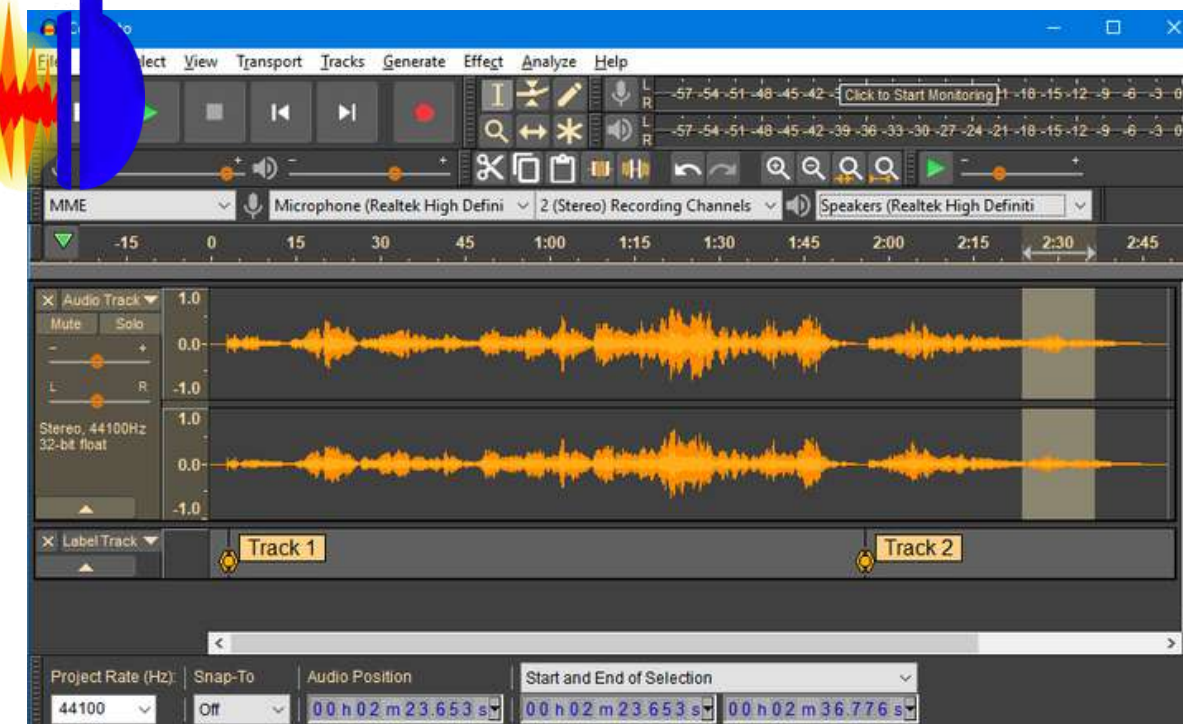 View Transport Tracks Generate Effect Analyze Help
L
R
-57 -54 -51 -48 -45 -42 Click to Start Monitoring -18 -15 -12 -9 -6 -3 0
L
R
-57 -54 -51 -48 -45 -42 -39 -36 -33 -30 -27 -24 -21 -18 -15 -12 -9 -6 -3 0
- + - + - +
MME Microphone (Realtek High Defini 2 (Stereo) Recording Channels Speakers (Realtek High Definiti
-15 0 15 30 45 1:00 1:15 1:30 1:45 2:00 2:15 2:30 2:45
X Audio Track 1.0
Mute Solo
- + 0.0
L R -1.0
Stereo, 44100Hz 1.0
32-bit float
0.0
-1.0
X Label Track
Track 1 Track 2
Project Rate (Hz): Snap-To Audio Position Start and End of Selection
44100 Off 00 h 02 m 23.653 s 00 h 02 m 23.653 s 00 h 02 m 36.776 s